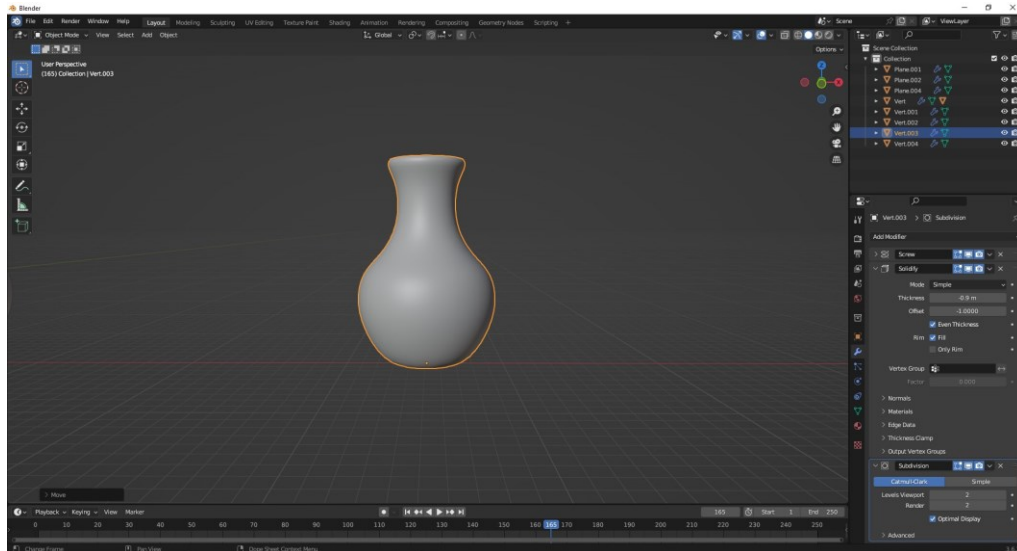 Blender
File Edit Render Window Help Layout Modeling Sculpting UV Editing Texture Paint Shading Animation Rendering Compositing Geometry Nodes Scripting + Scene ViewLayer
Object Mode View Select Add Object Global
Options
User Perspective
(165) Collection | Vert.003
Scene Collection
Collection
Plane.001
Plane.002
Plane.004
Vert
Vert.001
Vert.002
Vert.003
Vert.004
Vert.003 > Subdivision
Add Modifier
Screw
Solidify
Mode Simple
Thickness -0.9 m
Offset -1.0000
Even Thickness
Rim Fill
Only Rim
Vertex Group
Factor 0.000
Normals
Materials
Edge Data
Thickness Clamp
Output Vertex Groups
Subdivision
Catmull-Clark Simple
Levels Viewport 2
Render 2
Optimal Display
Advanced
> Move
Playback Keying View Marker 165 Start 1 End 250
0 10 20 30 40 50 60 70 80 90 100 110 120 130 140 150 160 165 170 180 190 200 210 220 230 240 250
Change Frame Pan View Dope Sheet Context Menu